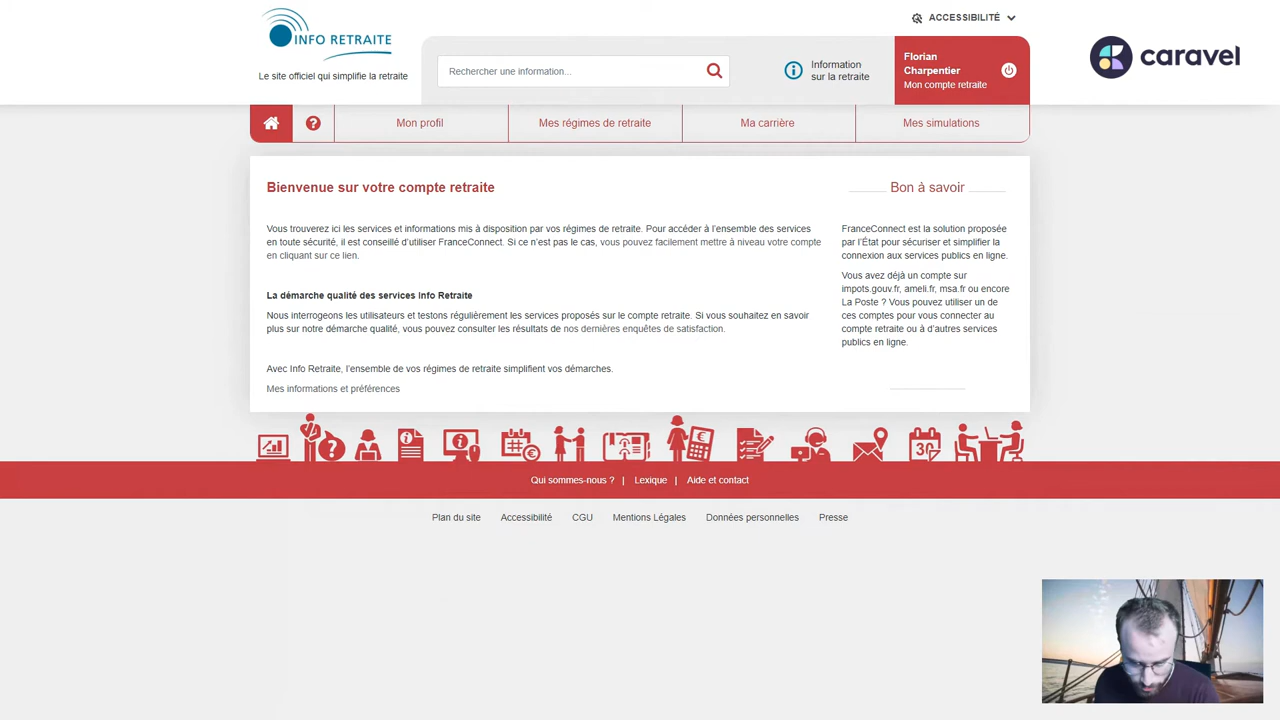 INFO RETRAITE
Le site officiel qui simplifie la retraite
ACCESSIBILITÉ
Rechercher une information...
Information
sur la retraite
Florian
Charpentier
Mon compte retraite
caravel
Mon profil
Mes régimes de retraite
Ma carrière
Mes simulations
Bienvenue sur votre compte retraite
Vous trouverez ici les services et informations mis à disposition par vos régimes de retraite. Pour accéder à l'ensemble des services
en toute sécurité, il est conseillé d'utiliser FranceConnect. Si ce n'est pas le cas, vous pouvez facilement mettre à niveau votre compte
en cliquant sur ce lien.
La démarche qualité des services Info Retraite
Nous interrogeons les utilisateurs et testons régulièrement les services proposés sur le compte retraite. Si vous souhaitez en savoir
plus sur notre démarche qualité, vous pouvez consulter les résultats de nos dernières enquêtes de satisfaction.
Avec Info Retraite, l'ensemble de vos régimes de retraite simplifient vos démarches.
Mes informations et préférences
Bon à savoir
FranceConnect est la solution proposée
par l'État pour sécuriser et simplifier la
connexion aux services publics en ligne.
Vous avez déjà un compte sur
impots.gouv.fr, ameli.fr, msa.fr ou encore
La Poste ? Vous pouvez utiliser un de
ces comptes pour vous connecter au
compte retraite ou à d'autres services
publics en ligne.
30
Qui sommes-nous ? | Lexique | Aide et contact
Plan du site
Accessibilité
CGU
Mentions Légales
Données personnelles
Presse